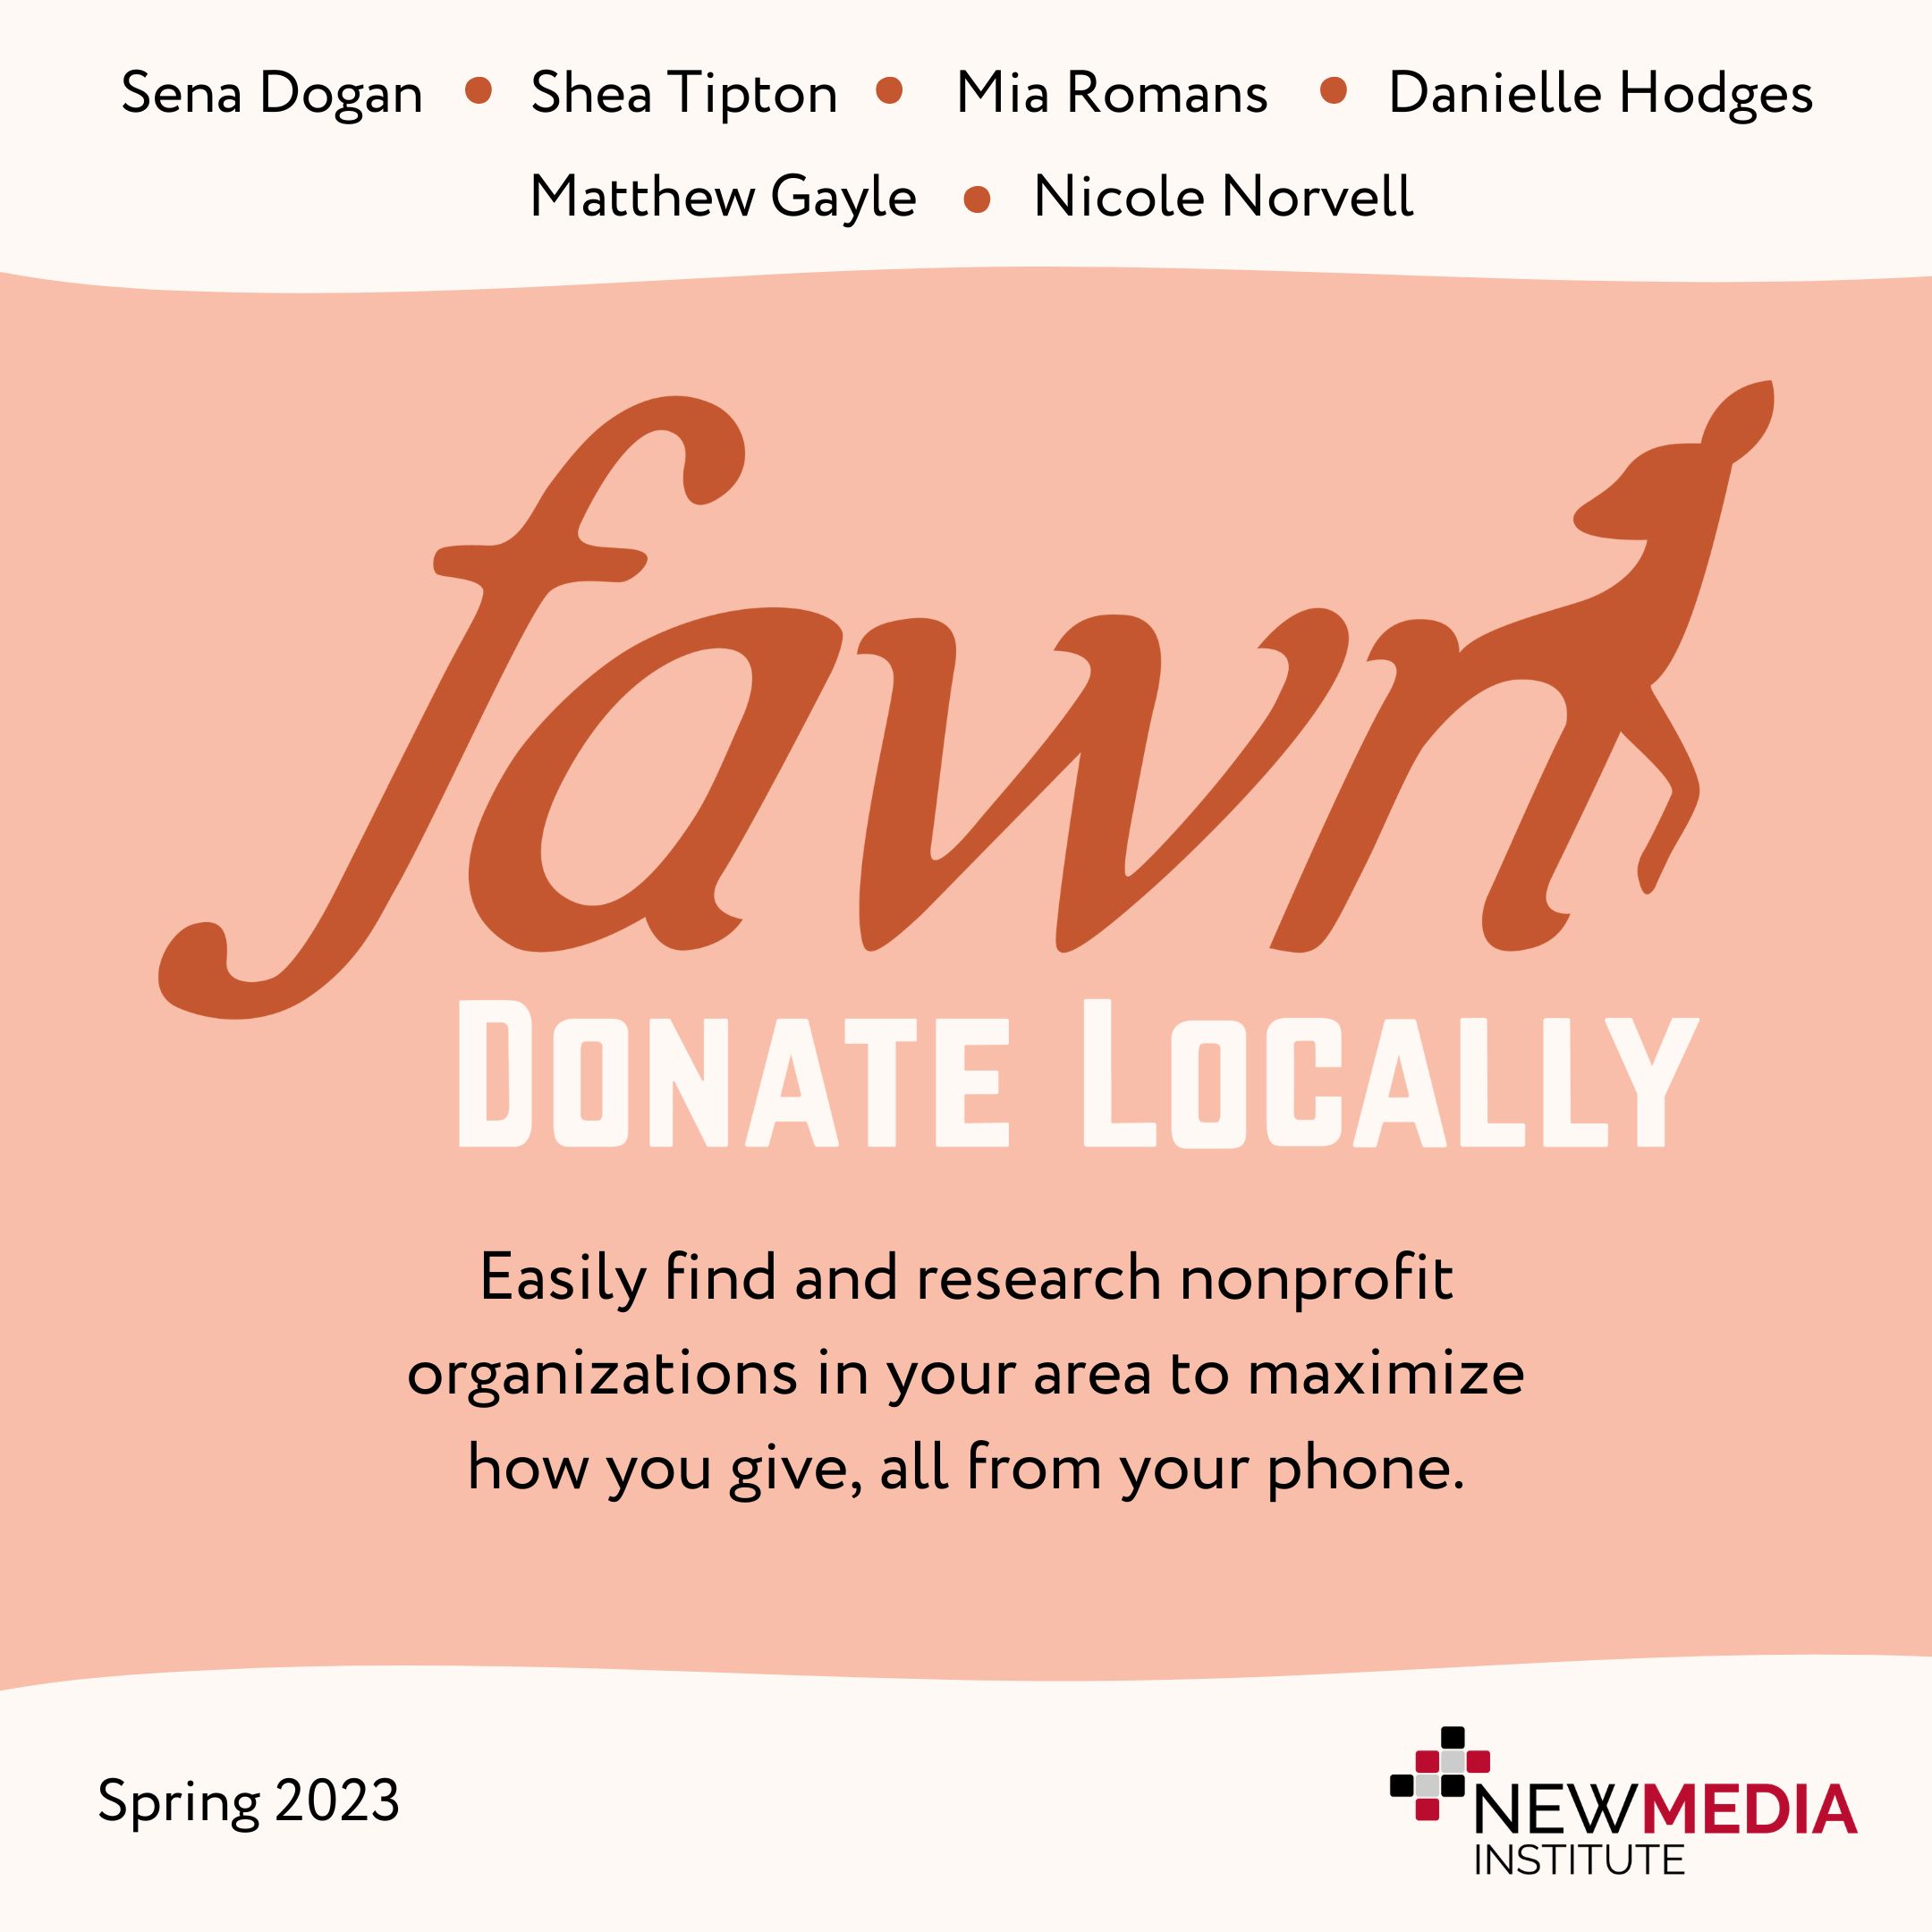 Sena Dogan • Shea Tipton • Mia Romans • Danielle Hodges
Matthew Gayle • Nicole Norvell
fawn
DONATE LOCALLY
Easily find and research nonprofit
organizations in your area to maximize
how you give, all from your phone.
Spring 2023
NEWMEDIA
INSTITUTE